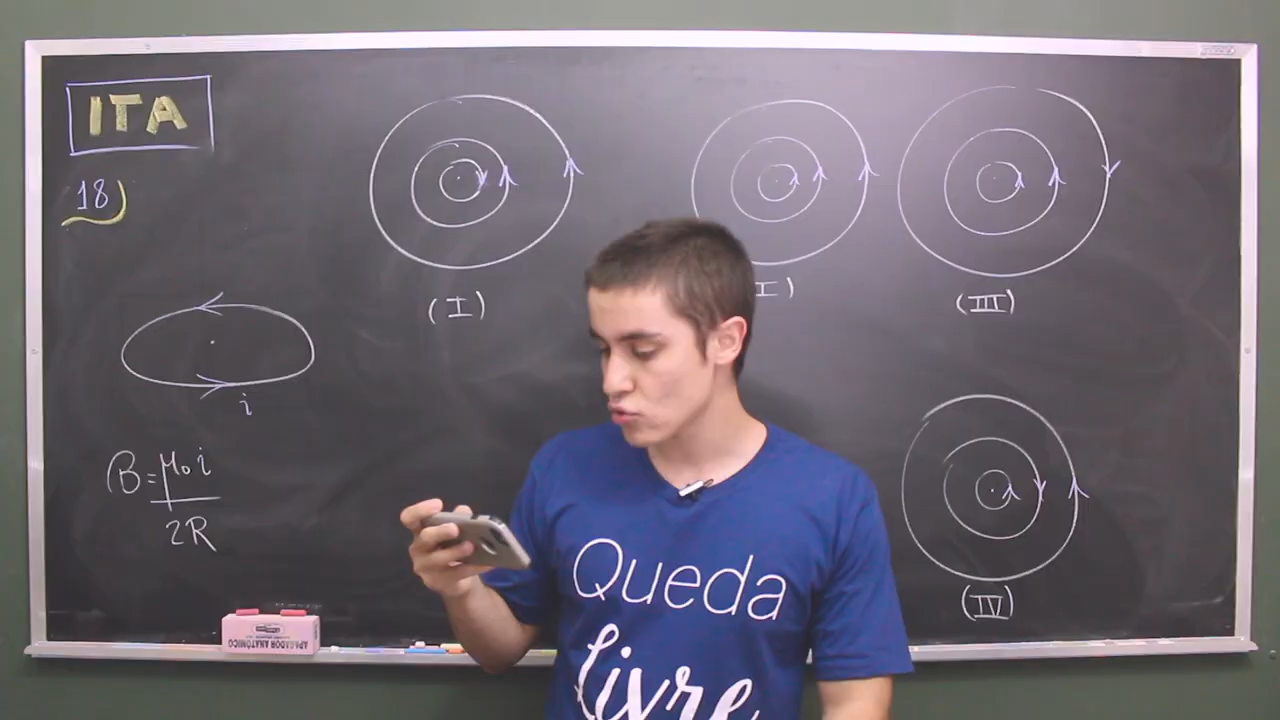 ITA
18)
(I)
I)
(III)
i
B = μ₀ i
2R
(IV)
APAGADOR ANATÔMICO
Queda
livre